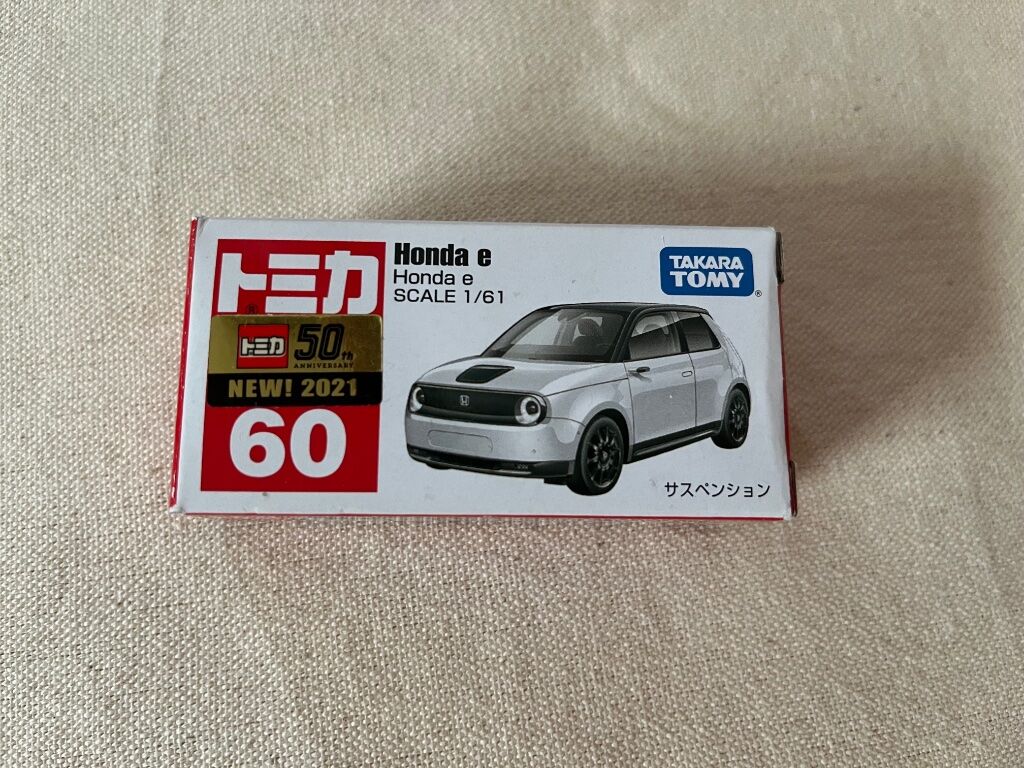 トミカ
®
トミカ 50th
ANNIVERSARY
NEW! 2021
60
Honda e
Honda e
SCALE 1/61
TAKARA
TOMY®
サスペンション